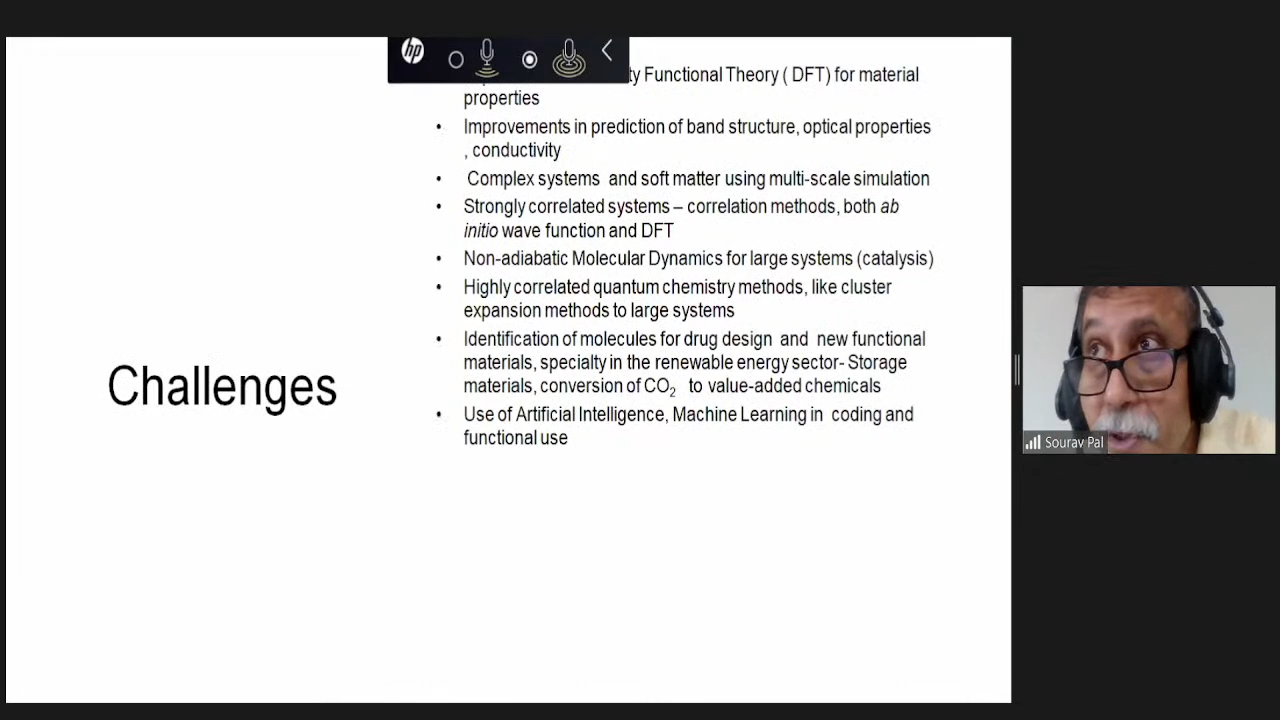 hp
ty Functional Theory ( DFT) for material
properties
• Improvements in prediction of band structure, optical properties
, conductivity
• Complex systems and soft matter using multi-scale simulation
• Strongly correlated systems – correlation methods, both ab
initio wave function and DFT
• Non-adiabatic Molecular Dynamics for large systems (catalysis)
• Highly correlated quantum chemistry methods, like cluster
expansion methods to large systems
• Identification of molecules for drug design and new functional
materials, specialty in the renewable energy sector- Storage
materials, conversion of CO₂ to value-added chemicals
• Use of Artificial Intelligence, Machine Learning in coding and
functional use
Challenges
Sourav Pal